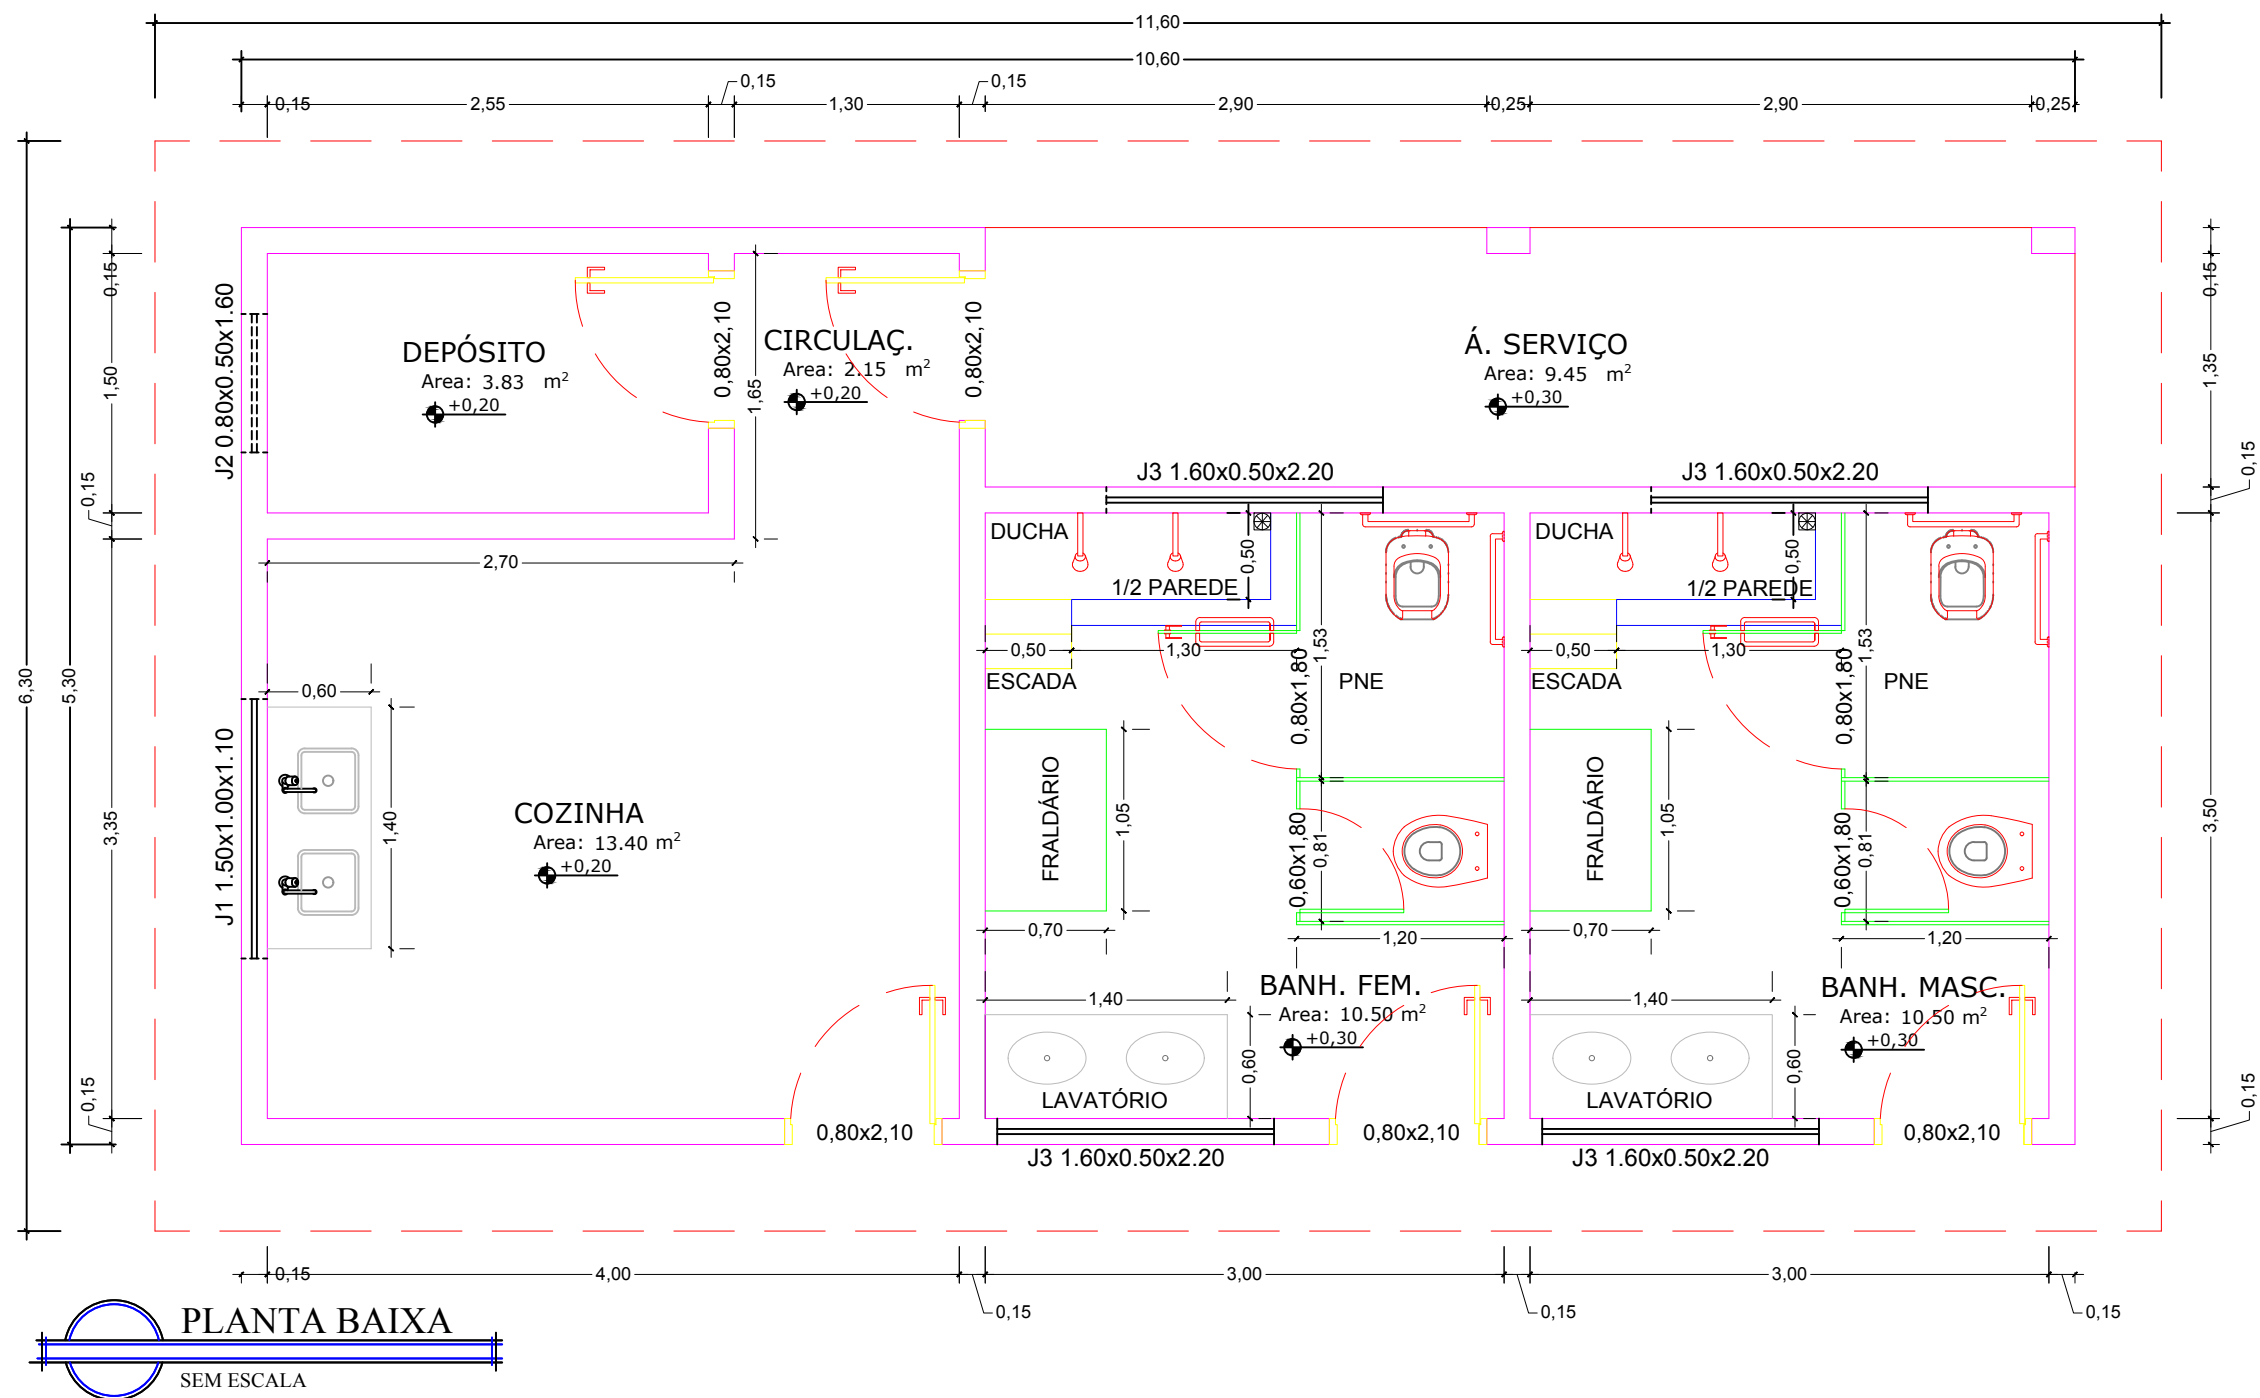 11,60
10,60
0,15
2,55
0,15
1,30
0,15
2,90
0,25
2,90
0,25
6,30
5,30
0,15
1,50
0,15
3,35
0,15
0,15
1,35
0,15
3,50
0,15
J2 0.80x0.50x1.60
DEPÓSITO
Area: 3.83 m²
+0,20
0,80x2,10
CIRCULAÇ.
Area: 2.15 m²
+0,20
1,65
0,80x2,10
Á. SERVIÇO
Area: 9.45 m²
+0,30
J3 1.60x0.50x2.20
J3 1.60x0.50x2.20
2,70
0,60
1,40
J1 1.50x1.00x1.10
COZINHA
Area: 13.40 m²
+0,20
0,80x2,10
DUCHA
0,50
1/2 PAREDE
0,50
1,30
1,53
ESCADA
0,80x1,80
PNE
FRALDÁRIO
1,05
0,60x1,80
0,81
0,70
1,20
1,40
BANH. FEM.
Area: 10.50 m²
+0,30
0,60
LAVATÓRIO
0,80x2,10
J3 1.60x0.50x2.20
DUCHA
0,50
1/2 PAREDE
0,50
1,30
1,53
ESCADA
0,80x1,80
PNE
FRALDÁRIO
1,05
0,60x1,80
0,81
0,70
1,20
1,40
BANH. MASC.
Area: 10.50 m²
+0,30
0,60
LAVATÓRIO
0,80x2,10
J3 1.60x0.50x2.20
0,15
4,00
0,15
3,00
0,15
3,00
0,15
PLANTA BAIXA
SEM ESCALA